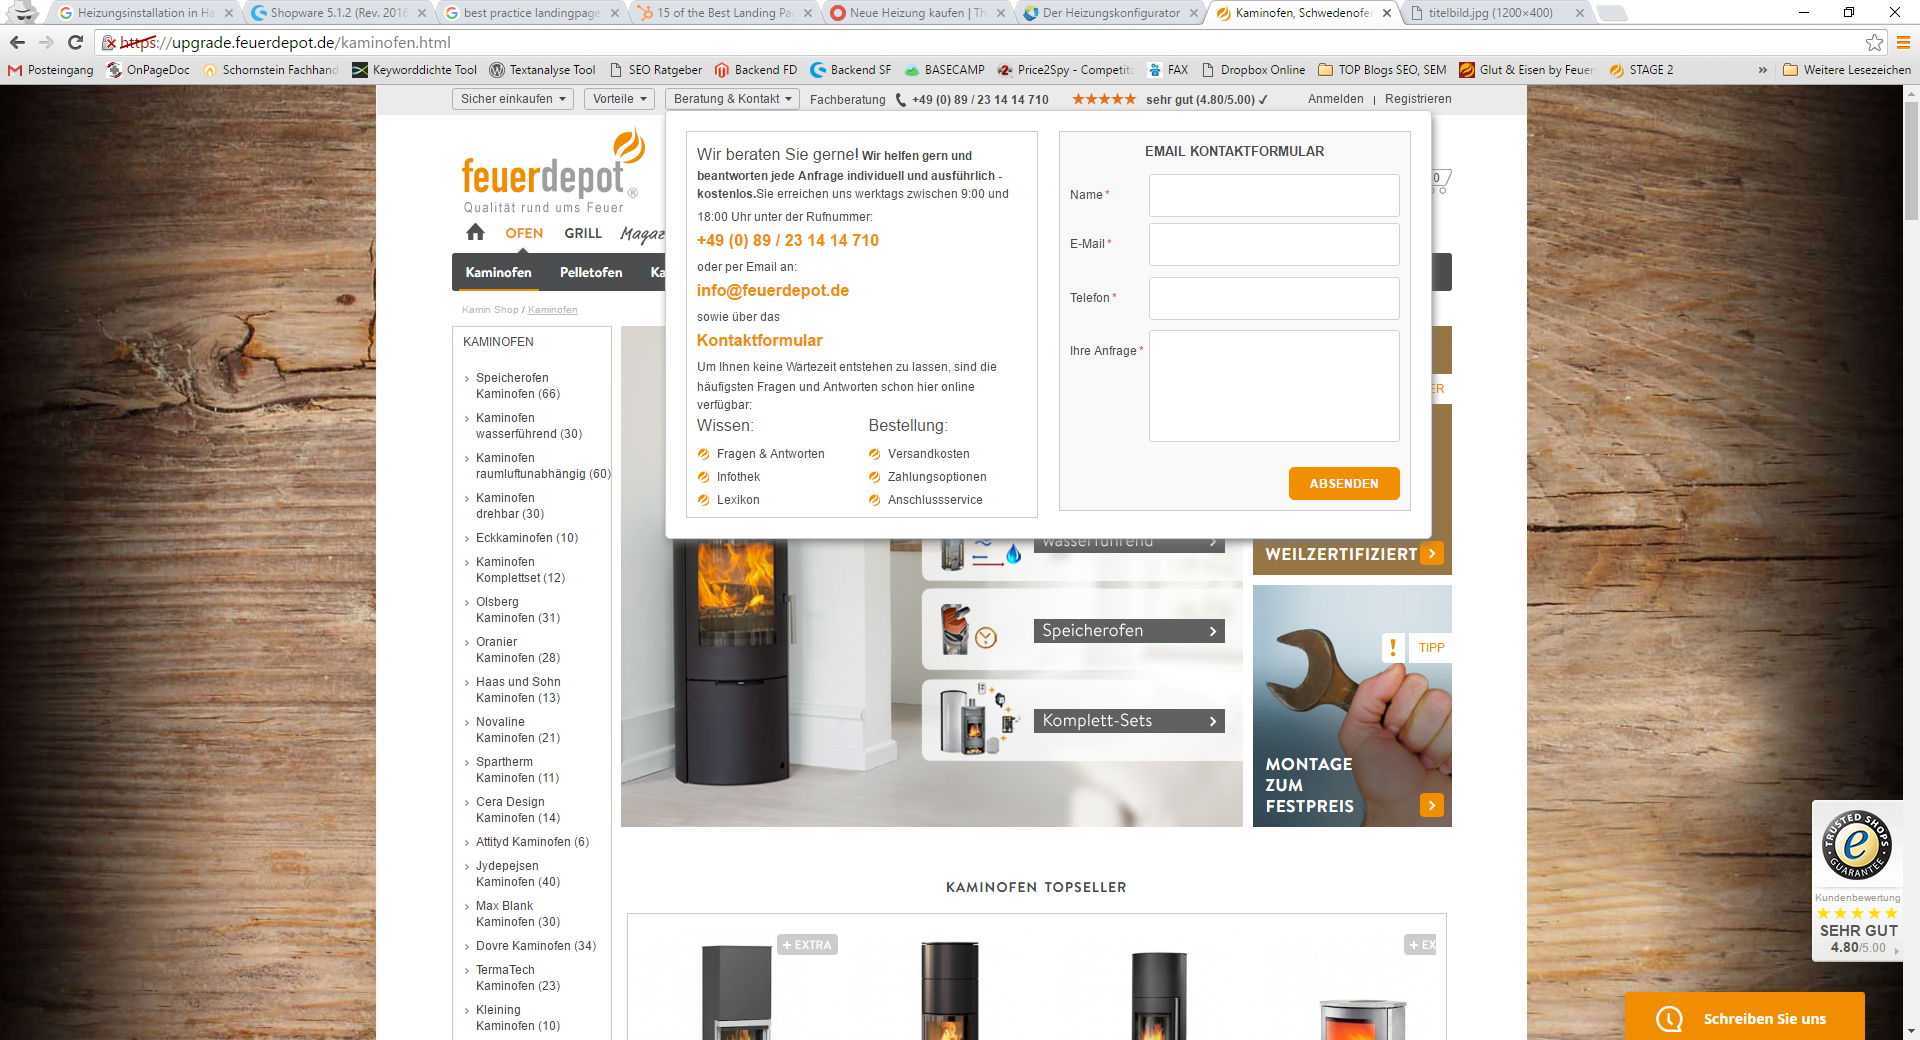 Heizungsinstallation in Ha
Shopware 5.1.2 (Rev. 2016
best practice landingpage
15 of the Best Landing Pa
Neue Heizung kaufen | Th
Der Heizungskonfigurator
Kaminofen, Schwedenofen
titelbild.jpg (1200×400)
https://upgrade.feuerdepot.de/kaminofen.html
Posteingang
OnPageDoc
Schornstein Fachhand
Keyworddichte Tool
Textanalyse Tool
SEO Ratgeber
Backend FD
Backend SF
BASECAMP
Price2Spy - Competito
FAX
Dropbox Online
TOP Blogs SEO, SEM
Glut & Eisen by Feuer
STAGE 2
»
Weitere Lesezeichen
Sicher einkaufen
Vorteile
Beratung & Kontakt
Fachberatung
+49 (0) 89 / 23 14 14 710
sehr gut (4.80/5.00) ✓
Anmelden | Registrieren
feuerdepot®
Qualität rund ums Feuer
0
OFEN
GRILL
Magaz
Kaminofen
Pelletofen
Ka
Kamin Shop / Kaminofen
Wir beraten Sie gerne! Wir helfen gern und
beantworten jede Anfrage individuell und ausführlich -
kostenlos.Sie erreichen uns werktags zwischen 9:00 und
18:00 Uhr unter der Rufnummer:
+49 (0) 89 / 23 14 14 710
oder per Email an:
info@feuerdepot.de
sowie über das
Kontaktformular
Um Ihnen keine Wartezeit entstehen zu lassen, sind die
häufigsten Fragen und Antworten schon hier online
verfügbar:
Wissen:
Fragen & Antworten
Infothek
Lexikon
Bestellung:
Versandkosten
Zahlungsoptionen
Anschlussservice
EMAIL KONTAKTFORMULAR
Name *
E-Mail *
Telefon *
Ihre Anfrage *
ABSENDEN
KAMINOFEN
Speicherofen
Kaminofen (66)
Kaminofen
wasserführend (30)
Kaminofen
raumluftunabhängig (60)
Kaminofen
drehbar (30)
Eckkaminofen (10)
Kaminofen
Komplettset (12)
Olsberg
Kaminofen (31)
Oranier
Kaminofen (28)
Haas und Sohn
Kaminofen (13)
Novaline
Kaminofen (21)
Spartherm
Kaminofen (11)
Cera Design
Kaminofen (14)
Attityd Kaminofen (6)
Jydepejsen
Kaminofen (40)
Max Blank
Kaminofen (30)
Dovre Kaminofen (34)
TermaTech
Kaminofen (23)
Kleining
Kaminofen (10)
wasserführend
Speicherofen
Komplett-Sets
ER
WEILZERTIFIZIERT
! TIPP
MONTAGE
ZUM
FESTPREIS
KAMINOFEN TOPSELLER
+ EXTRA
+ EX
TRUSTED SHOPS
GUARANTEE
e
Kundenbewertung
SEHR GUT
4.80/5.00
Schreiben Sie uns